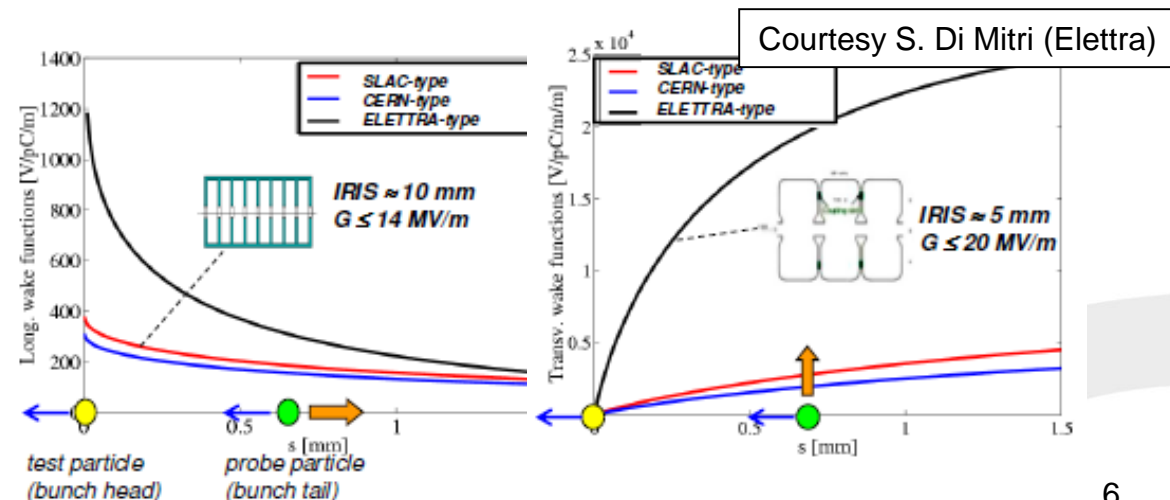 Courtesy S. Di Mitri (Elettra)
1400
1200
1000
800
600
400
200
Long. wake functions [V/pC/m]
SLAC-type
CERN-type
ELETTRA-type
IRIS ≈ 10 mm
G ≤ 14 MV/m
0.5
1
s [mm]
test particle
(bunch head)
probe particle
(bunch tail)
2.5 x 10⁴
2
1.5
1
0.5
Transv. wake functions [V/pC/m/m]
SLAC-type
CERN-type
ELETTRA-type
IRIS ≈ 5 mm
G ≤ 20 MV/m
0.5
1
1.5
s [mm]
6